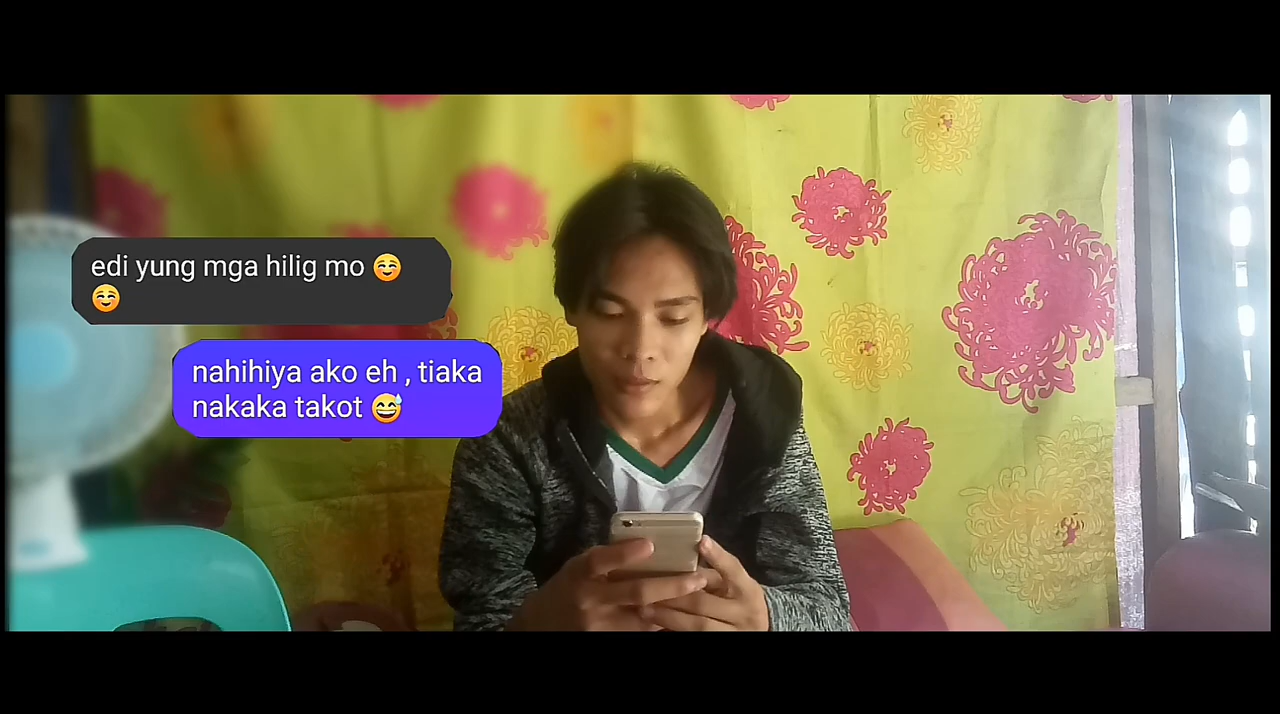 edi yung mga hilig mo ☺️
☺️
nahihiya ako eh , tiaka
nakaka takot 😅